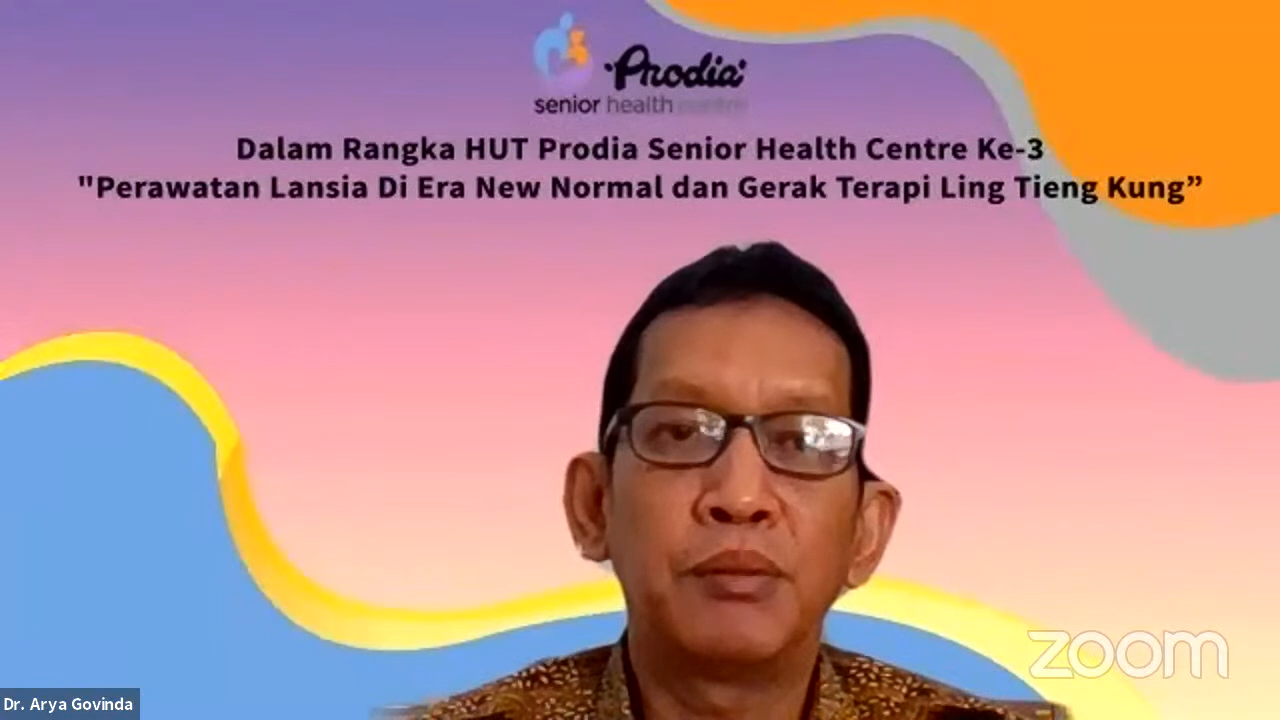 Prodia
senior health centre
Dalam Rangka HUT Prodia Senior Health Centre Ke-3
"Perawatan Lansia Di Era New Normal dan Gerak Terapi Ling Tieng Kung”
zoom
Dr. Arya Govinda